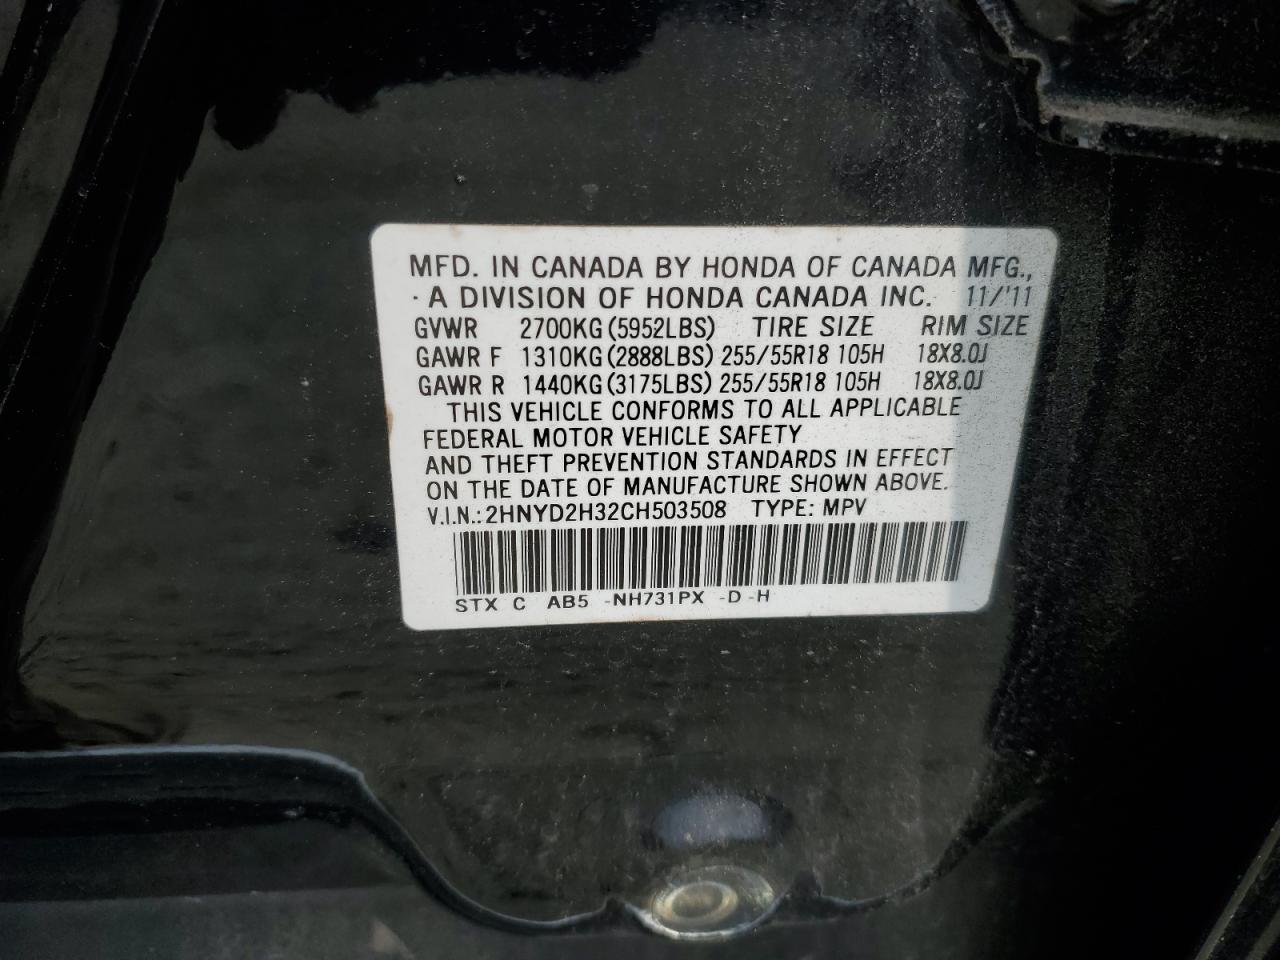 MFD. IN CANADA BY HONDA OF CANADA MFG.,
· A DIVISION OF HONDA CANADA INC. 11/'11
GVWR 2700KG(5952LBS) TIRE SIZE RIM SIZE
GAWR F 1310KG(2888LBS) 255/55R18 105H 18X8.0J
GAWR R 1440KG(3175LBS) 255/55R18 105H 18X8.0J
THIS VEHICLE CONFORMS TO ALL APPLICABLE
FEDERAL MOTOR VEHICLE SAFETY
AND THEFT PREVENTION STANDARDS IN EFFECT
ON THE DATE OF MANUFACTURE SHOWN ABOVE.
V.I.N.: 2HNYD2H32CH503508 TYPE: MPV
STX C AB5 -NH731PX -D -H